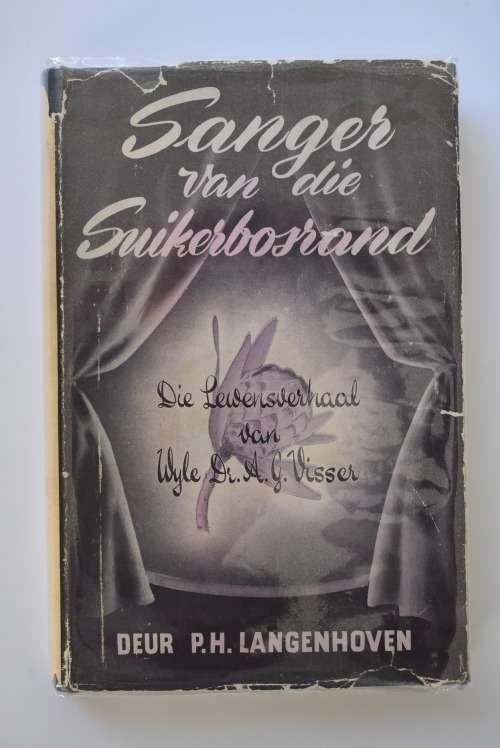 Sanger
van die
Suikerbosrand
Die Lewensverhaal
van
Wyle Dr. A. G. Visser
DEUR P.H. LANGENHOVEN